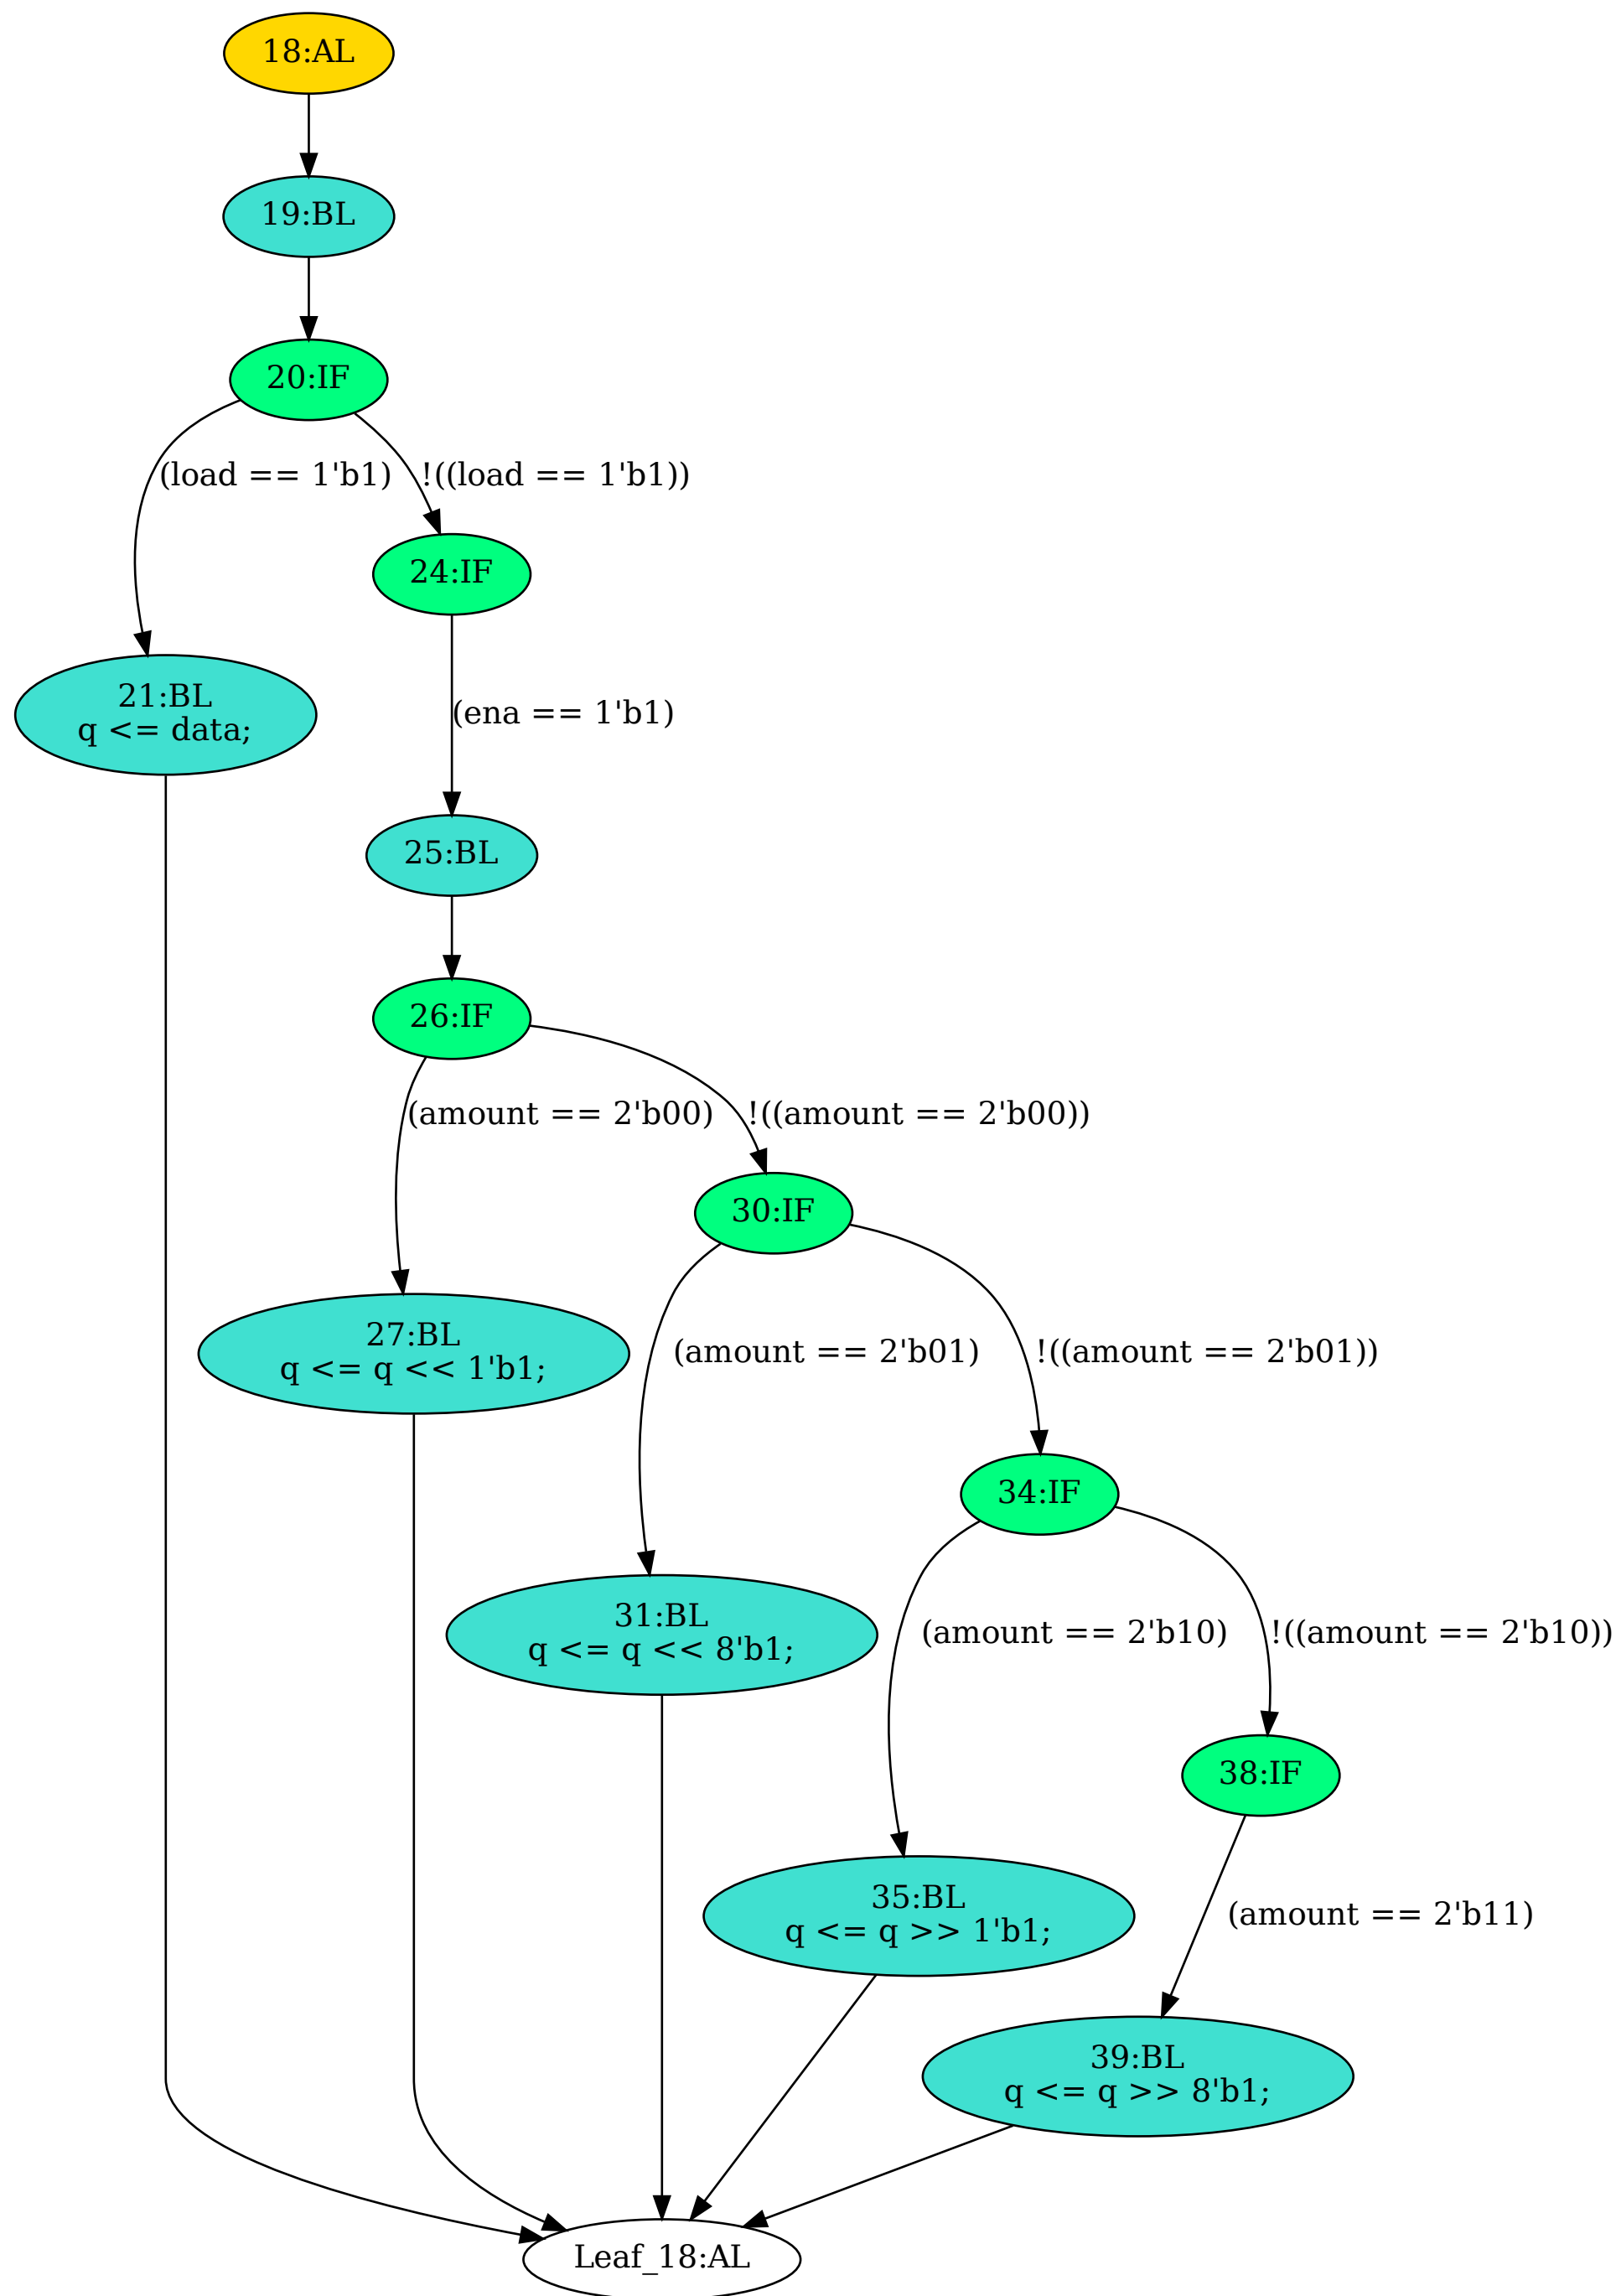 18:AL
19:BL
20:IF
(load == 1'b1)
!((load == 1'b1))
24:IF
21:BL
q <= data;
(ena == 1'b1)
25:BL
26:IF
(amount == 2'b00)
!((amount == 2'b00))
30:IF
27:BL
q <= q << 1'b1;
(amount == 2'b01)
!((amount == 2'b01))
34:IF
31:BL
q <= q << 8'b1;
(amount == 2'b10)
!((amount == 2'b10))
38:IF
35:BL
q <= q >> 1'b1;
(amount == 2'b11)
39:BL
q <= q >> 8'b1;
Leaf_18:AL